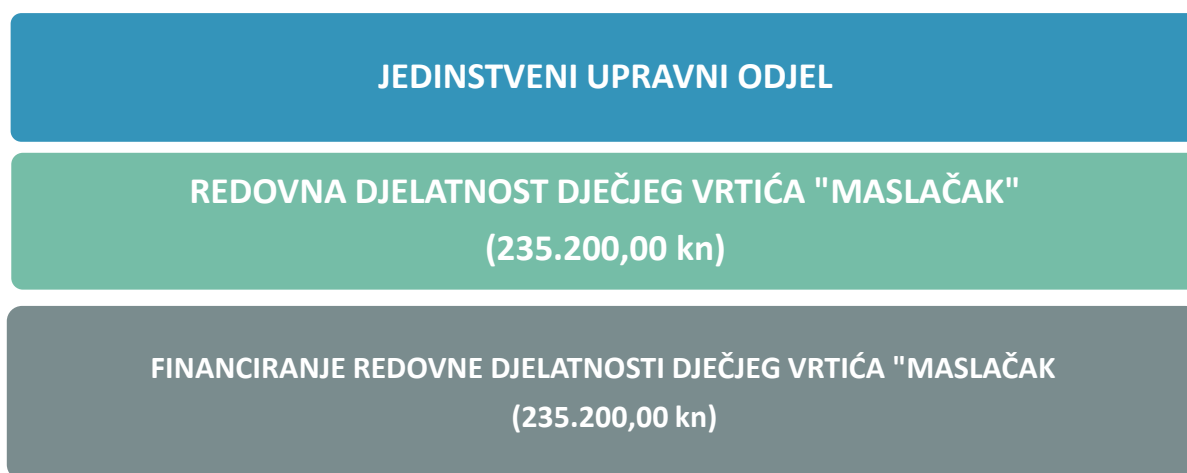 JEDINSTVENI UPRAVNI ODJEL
REDOVNA DJELATNOST DJEČJEG VRTIĆA "MASLAČAK"
(235.200,00 kn)
FINANCIRANJE REDOVNE DJELATNOSTI DJEČJEG VRTIĆA "MASLAČAK
(235.200,00 kn)